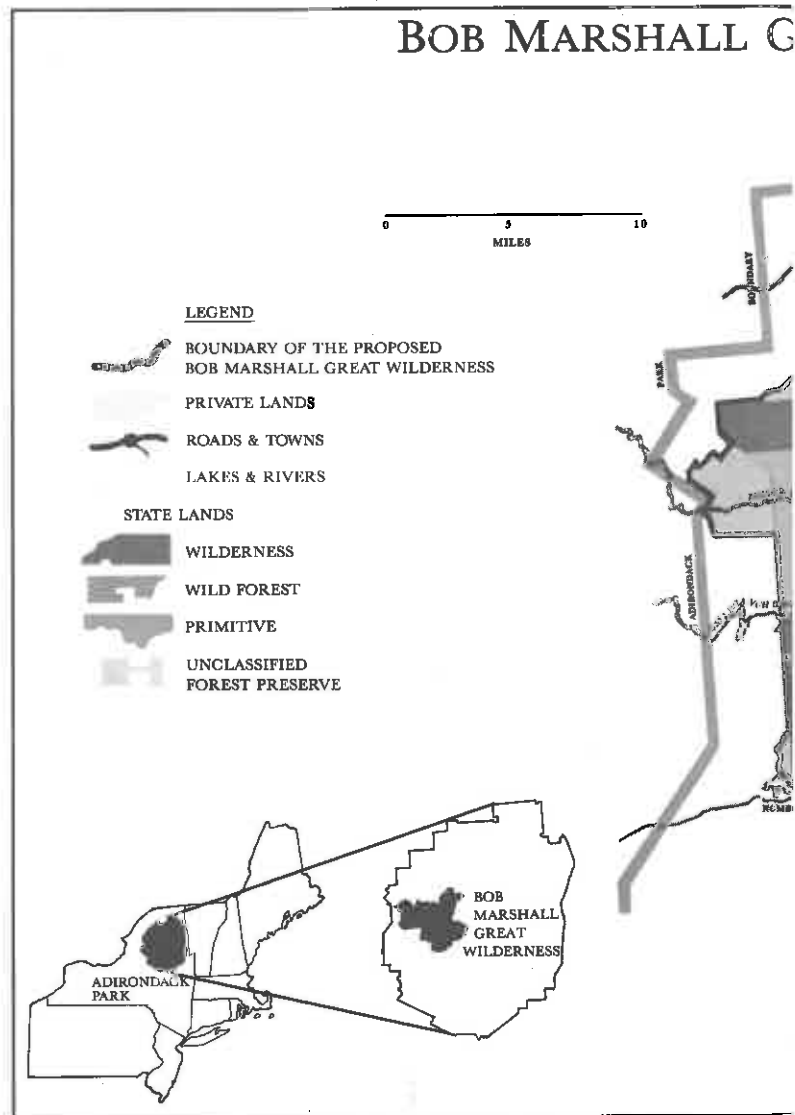 BOB MARSHALL G
0 5 10
MILES
BOUNDARY
PARK
ADIRONDACK
LEGEND
BOUNDARY OF THE PROPOSED
BOB MARSHALL GREAT WILDERNESS
PRIVATE LANDS
ROADS & TOWNS
LAKES & RIVERS
STATE LANDS
WILDERNESS
WILD FOREST
PRIMITIVE
UNCLASSIFIED
FOREST PRESERVE
ADIRONDACK
PARK
BOB
MARSHALL
GREAT
WILDERNESS